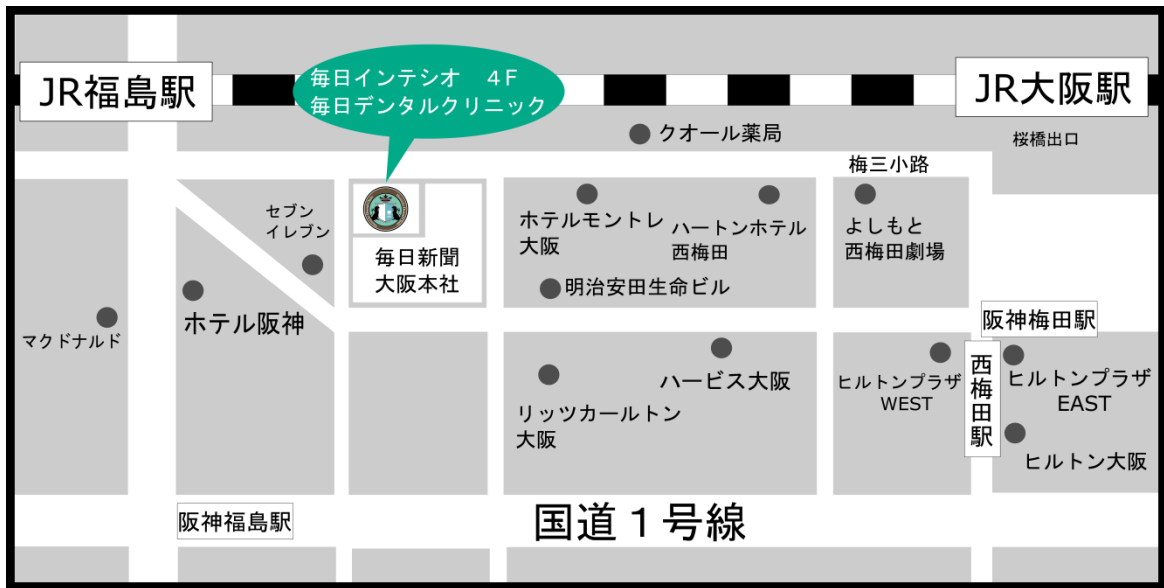 毎日インテシオ　４F
毎日デンタルクリニック
JR福島駅
JR大阪駅
クオール薬局
桜橋出口
梅三小路
セブン
イレブン
毎日新聞
大阪本社
ホテルモントレ
大阪
ハートンホテル
西梅田
よしもと
西梅田劇場
明治安田生命ビル
マクドナルド
ホテル阪神
阪神梅田駅
リッツカールトン
大阪
ハービス大阪
ヒルトンプラザ
WEST
西梅田駅
ヒルトンプラザ
EAST
ヒルトン大阪
阪神福島駅
国道１号線